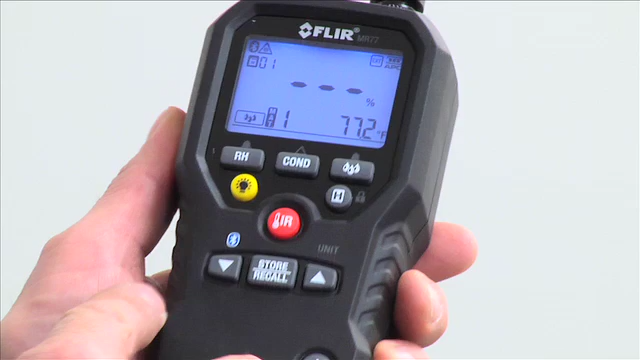 FLIR® MR77
01
- - -
%
1
77.2 °F
RH
COND
IR
UNIT
STORE
RECALL